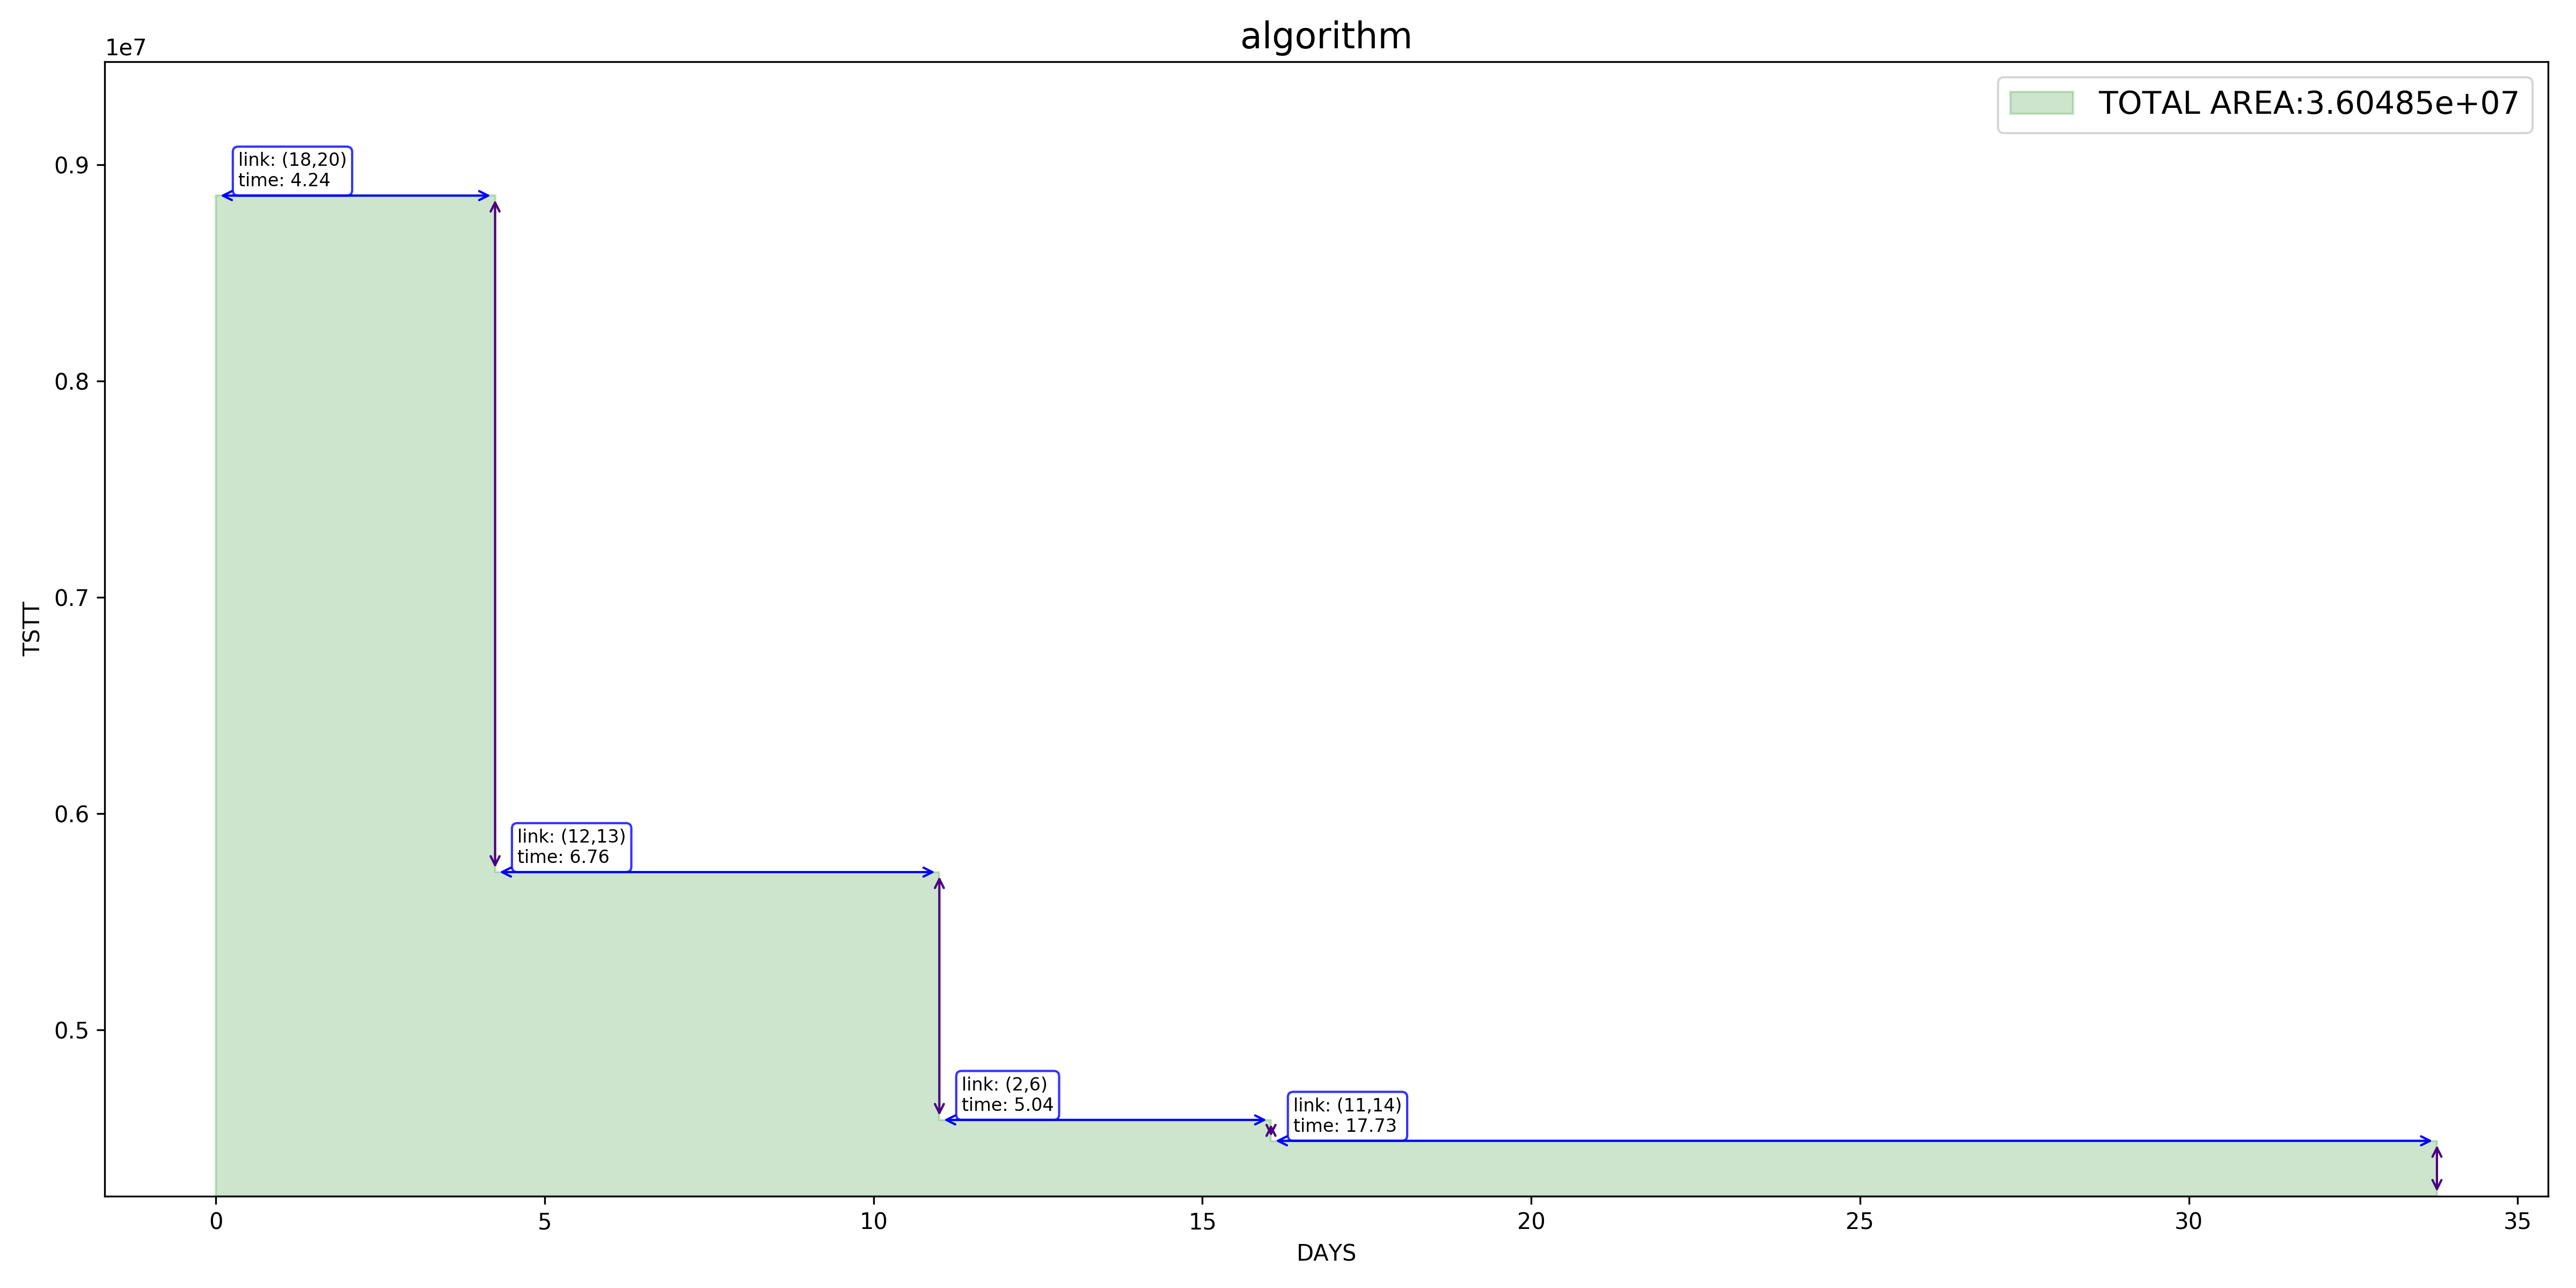 algorithm
1e7
TOTAL AREA:3.60485e+07
0.9
0.8
0.7
0.6
0.5
TSTT
link: (18,20)
time: 4.24
link: (12,13)
time: 6.76
link: (2,6)
time: 5.04
link: (11,14)
time: 17.73
0 5 10 15 20 25 30 35
DAYS